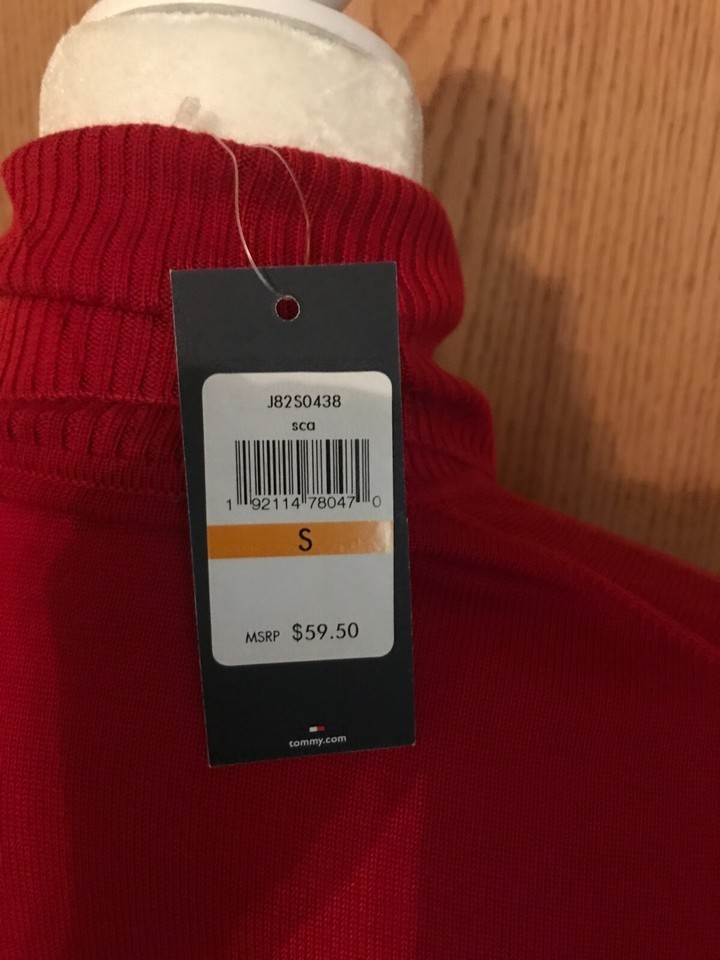 J82S0438
sca
1 92114 78047 0
S
MSRP $59.50
tommy.com